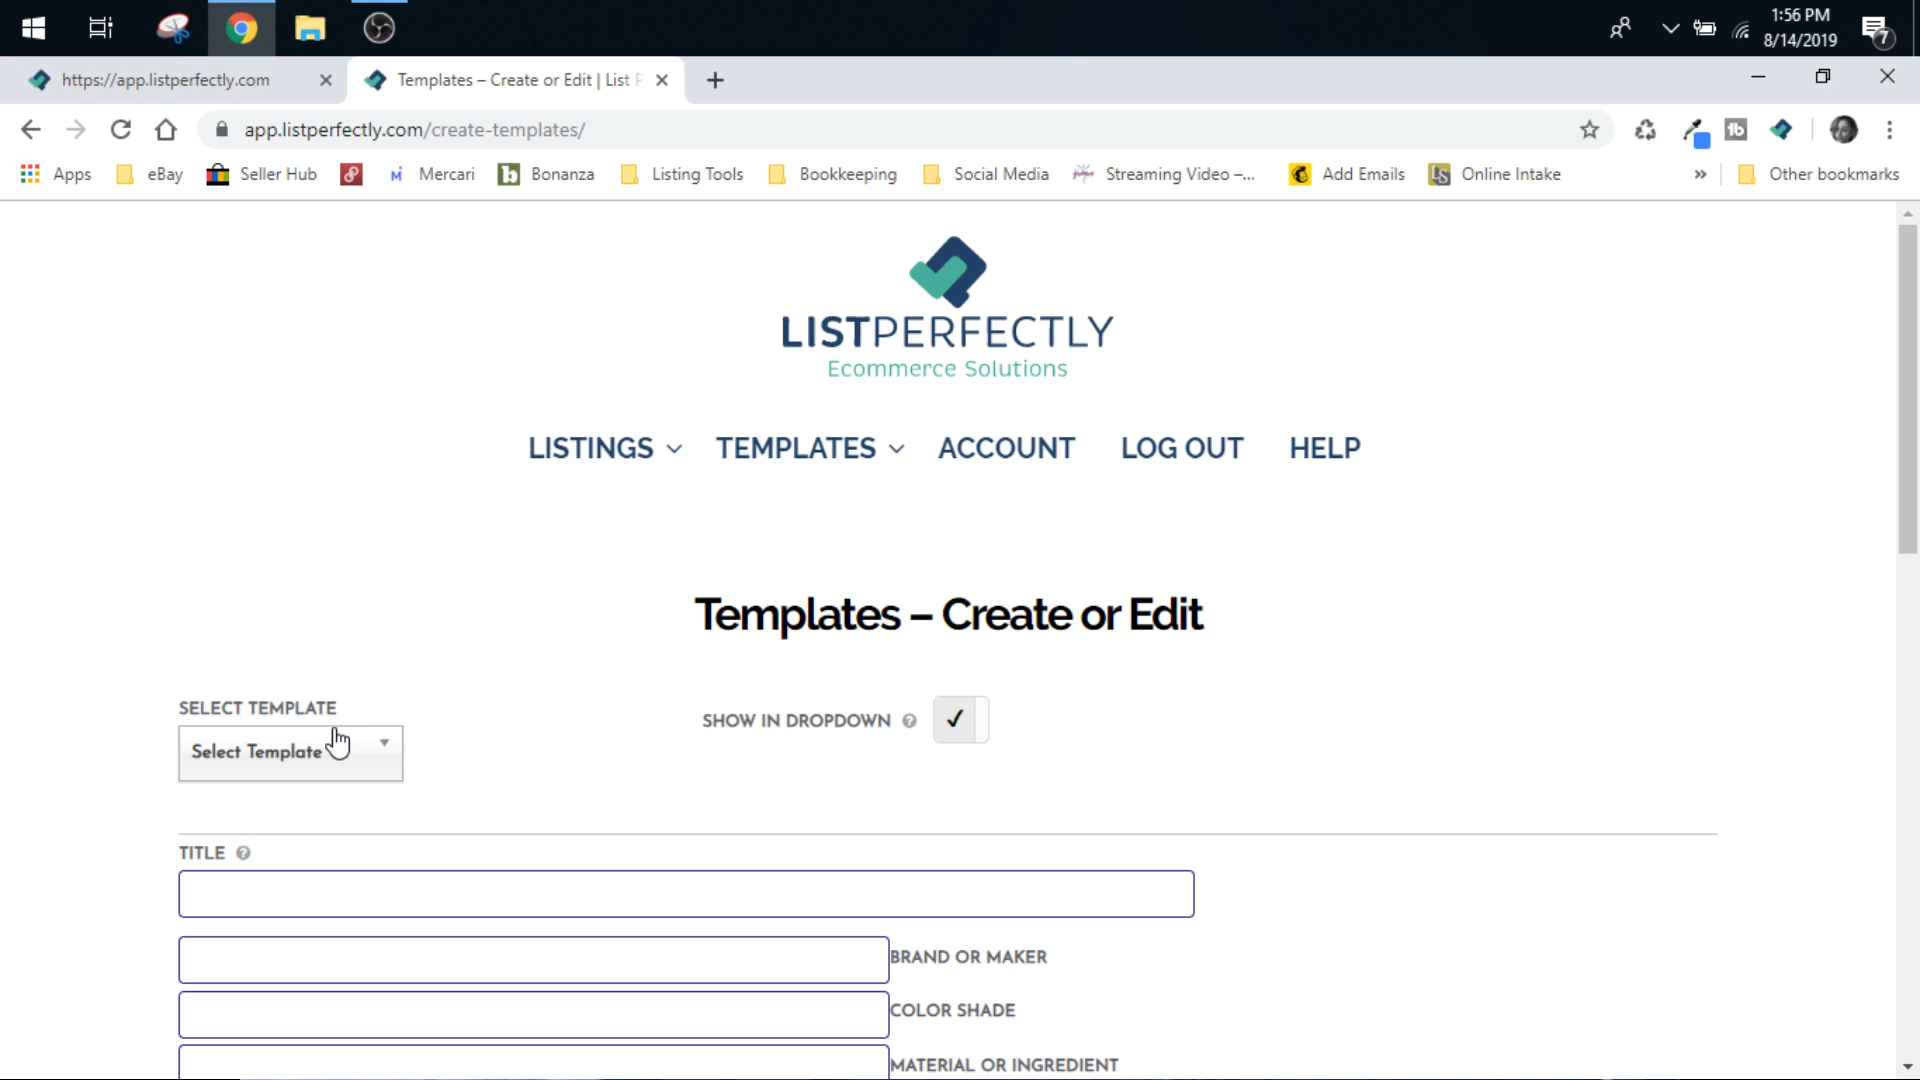 1:56 PM
8/14/2019
7
https://app.listperfectly.com
Templates – Create or Edit | List P
app.listperfectly.com/create-templates/
Apps
eBay
Seller Hub
Mercari
Bonanza
Listing Tools
Bookkeeping
Social Media
Streaming Video –...
Add Emails
Online Intake
»
Other bookmarks
LISTPERFECTLY
Ecommerce Solutions
LISTINGS
TEMPLATES
ACCOUNT
LOG OUT
HELP
Templates – Create or Edit
SELECT TEMPLATE
Select Template
SHOW IN DROPDOWN ?
TITLE ?
BRAND OR MAKER
COLOR SHADE
MATERIAL OR INGREDIENT